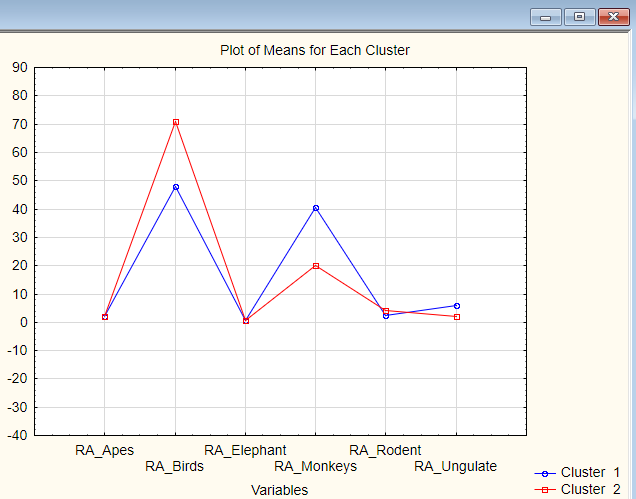 Plot of Means for Each Cluster
90
80
70
60
50
40
30
20
10
0
-10
-20
-30
-40
RA_Apes RA_Elephant RA_Rodent
RA_Birds RA_Monkeys RA_Ungulate
Variables
Cluster 1
Cluster 2